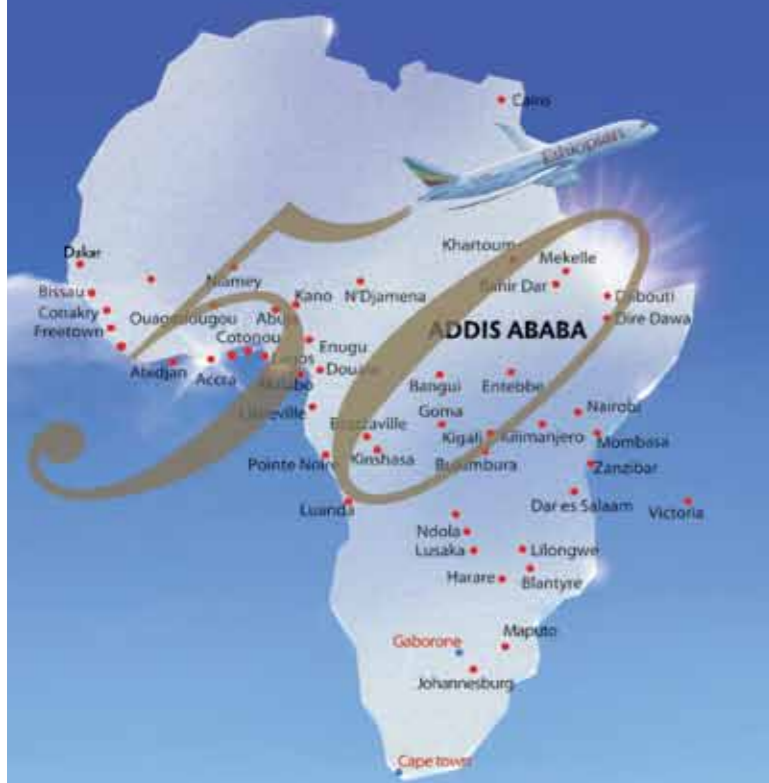 Cairo
Ethiopian
50
Dakar
Khartoum
Mekelle
Niamey
Bissau
Kano
N'Djamena
Bahir Dar
Djibouti
Conakry
Ouagadougou
Abuja
Dire Dawa
Freetown
Cotonou
Enugu
ADDIS ABABA
Abidjan
Accra
Lagos
Douala
Malabo
Bangui
Entebbe
Libreville
Goma
Nairobi
Brazzaville
Kigali
Kilimanjero
Mombasa
Pointe Noire
Kinshasa
Bujumbura
Zanzibar
Luanda
Dar es Salaam
Victoria
Ndola
Lusaka
Lilongwe
Harare
Blantyre
Gaborone
Maputo
Johannesburg
Cape town